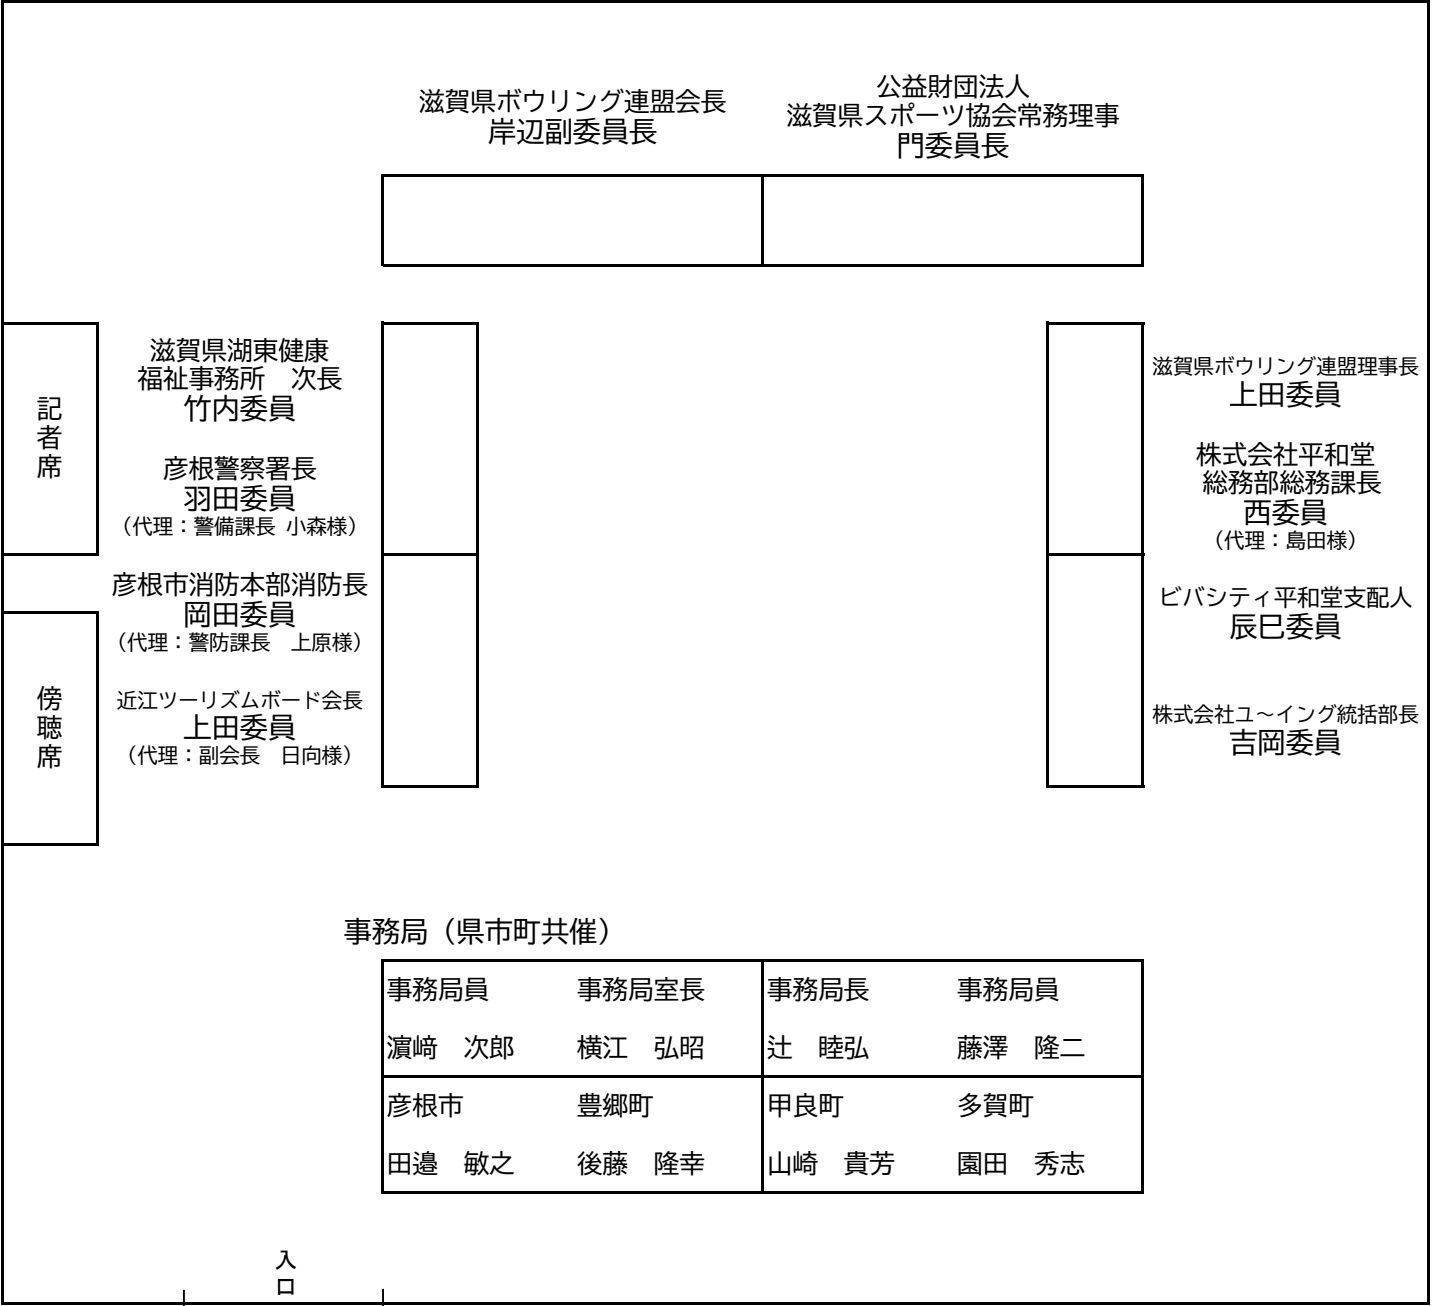 滋賀県ボウリング連盟会長
岸辺副委員長
公益財団法人
滋賀県スポーツ協会常務理事
門委員長
記者席
傍聴席
滋賀県湖東健康
福祉事務所　次長
竹内委員
彦根警察署長
羽田委員
（代理：警備課長 小森様）
彦根市消防本部消防長
岡田委員
（代理：警防課長　上原様）
近江ツーリズムボード会長
上田委員
（代理：副会長　日向様）
滋賀県ボウリング連盟理事長
上田委員
株式会社平和堂
総務部総務課長
西委員
（代理：島田様）
ビバシティ平和堂支配人
辰巳委員
株式会社ユ～イング統括部長
吉岡委員
事務局（県市町共催）
事務局員　事務局室長　事務局長　事務局員
濵﨑　次郎　横江　弘昭　辻　睦弘　藤澤　隆二
彦根市　豊郷町　甲良町　多賀町
田邉　敏之　後藤　隆幸　山崎　貴芳　園田　秀志
入口